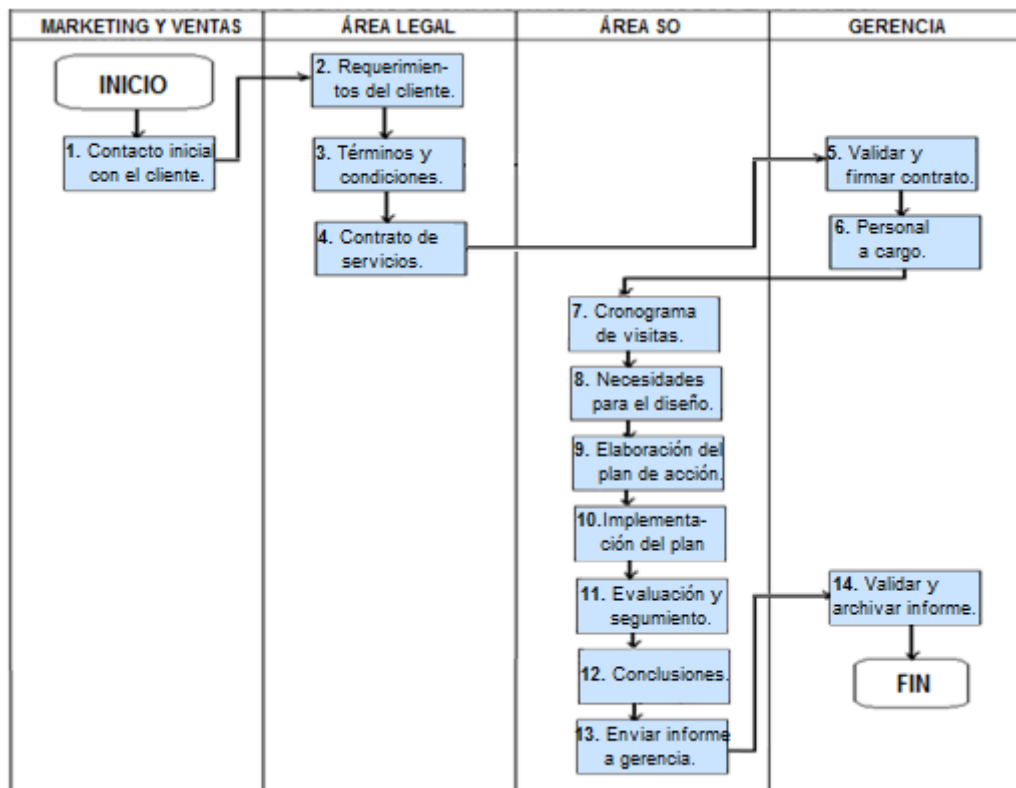 MARKETING Y VENTAS
ÁREA LEGAL
ÁREA SO
GERENCIA
INICIO
1. Contacto inicial
con el cliente.
2. Requerimien-
tos del cliente.
3. Términos y
condiciones.
4. Contrato de
servicios.
5. Validar y
firmar contrato.
6. Personal
a cargo.
7. Cronograma
de visitas.
8. Necesidades
para el diseño.
9. Elaboración del
plan de acción.
10.Implementa-
ción del plan
11. Evaluación y
segumiento.
12. Conclusiones.
13. Enviar informe
a gerencia.
14. Validar y
archivar informe.
FIN